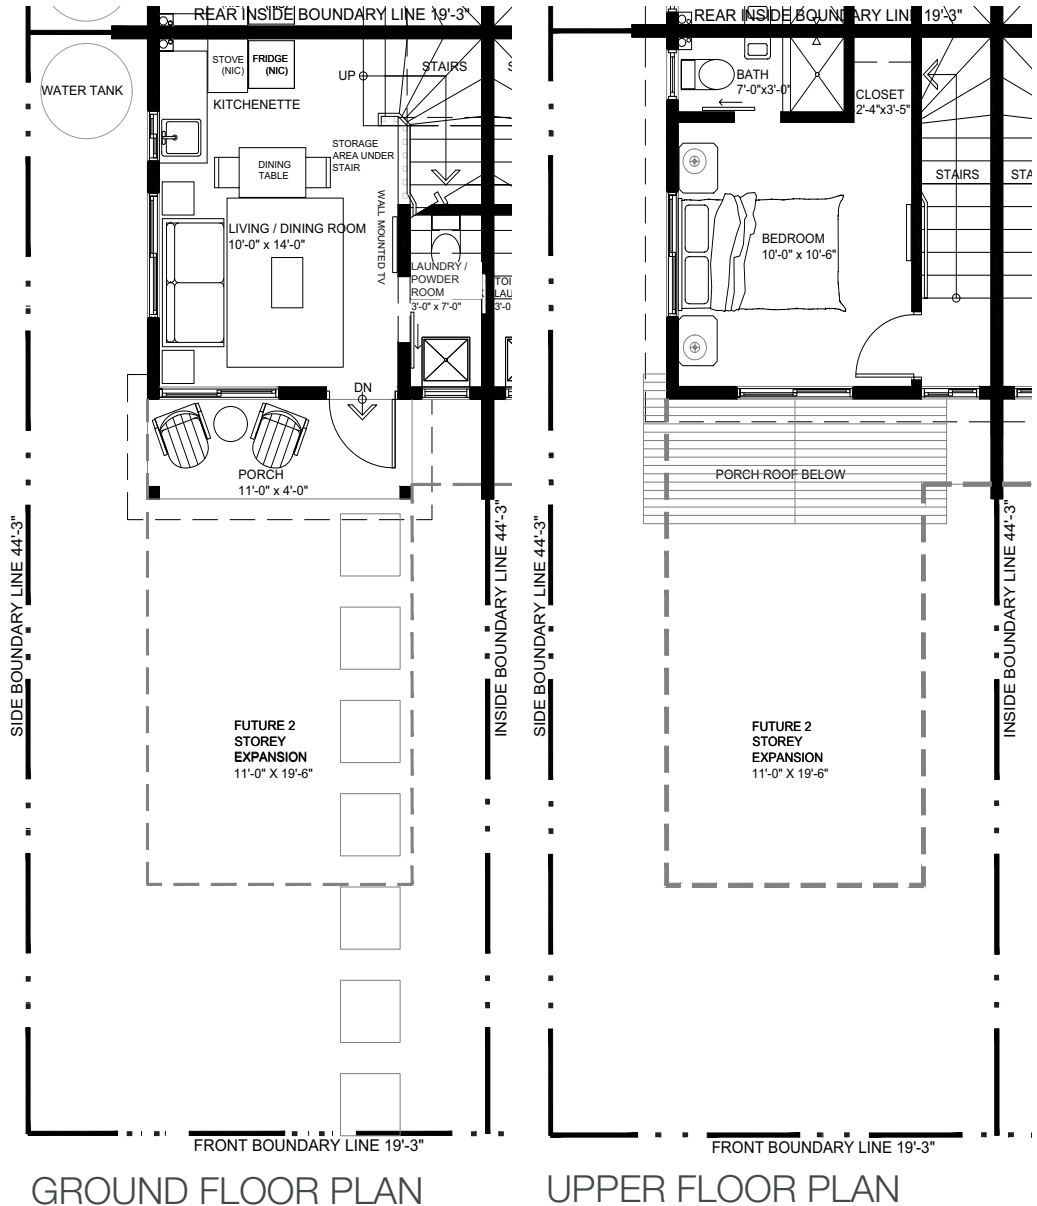 REAR INSIDE BOUNDARY LINE 19'-3"
STOVE
(NIC)
FRIDGE
(NIC)
UP
STAIRS
S
WATER TANK
KITCHENETTE
STORAGE
AREA UNDER
STAIR
DINING
TABLE
WALL MOUNTED TV
LIVING / DINING ROOM
10'-0" x 14'-0"
LAUNDRY /
POWDER
ROOM
3'-0" x 7'-0"
TOI
LAU
3'-0
DN
PORCH
11'-0" x 4'-0"
SIDE BOUNDARY LINE 44'-3"
INSIDE BOUNDARY LINE 44'-3"
FUTURE 2
STOREY
EXPANSION
11'-0" X 19'-6"
FRONT BOUNDARY LINE 19'-3"
GROUND FLOOR PLAN
REAR INSIDE BOUNDARY LINE 19'-3"
BATH
7'-0"x3'-0"
CLOSET
2'-4"x3'-5"
STAIRS
STA
BEDROOM
10'-0" x 10'-6"
PORCH ROOF BELOW
SIDE BOUNDARY LINE 44'-3"
INSIDE BOUNDARY LINE 44'-3"
FUTURE 2
STOREY
EXPANSION
11'-0" X 19'-6"
FRONT BOUNDARY LINE 19'-3"
UPPER FLOOR PLAN